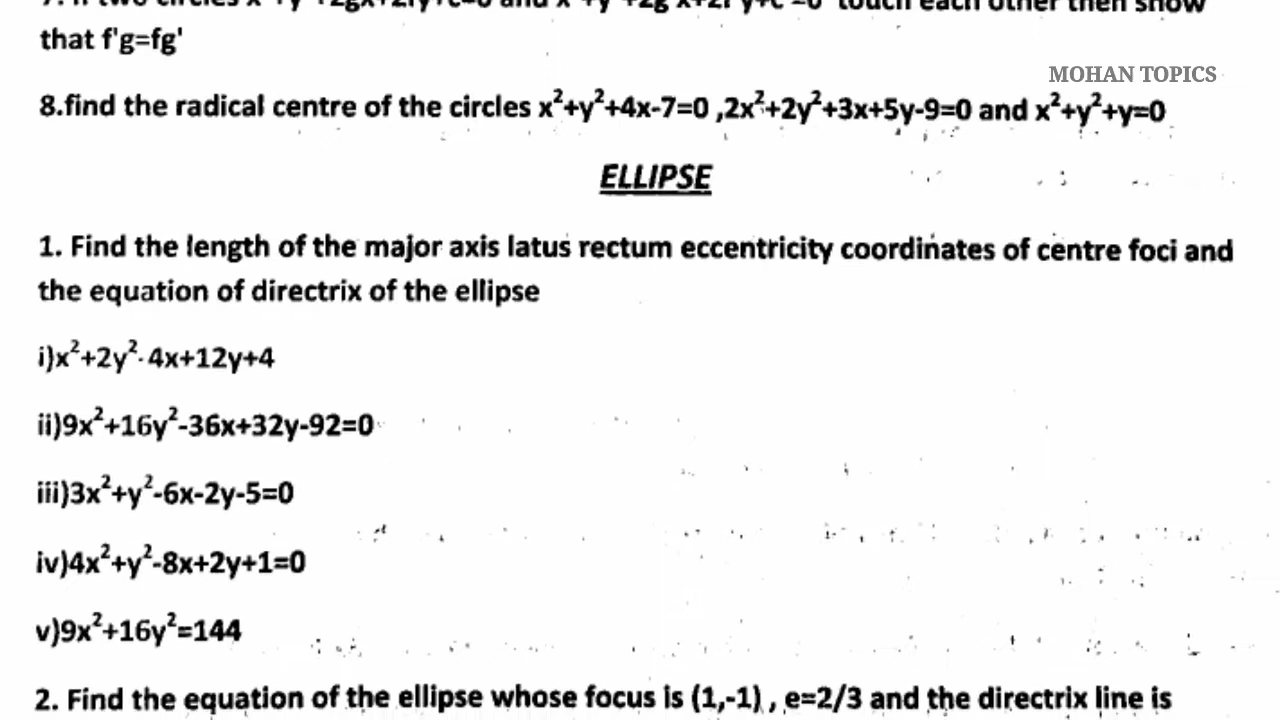 that f'g=fg'
MOHAN TOPICS
8.find the radical centre of the circles x²+y²+4x-7=0 ,2x²+2y²+3x+5y-9=0 and x²+y²+y=0
ELLIPSE
1. Find the length of the major axis latus rectum eccentricity coordinates of centre foci and
the equation of directrix of the ellipse
i)x²+2y²-4x+12y+4
ii)9x²+16y²-36x+32y-92=0
iii)3x²+y²-6x-2y-5=0
iv)4x²+y²-8x+2y+1=0
v)9x²+16y²=144
2. Find the equation of the ellipse whose focus is (1,-1) , e=2/3 and the directrix line is